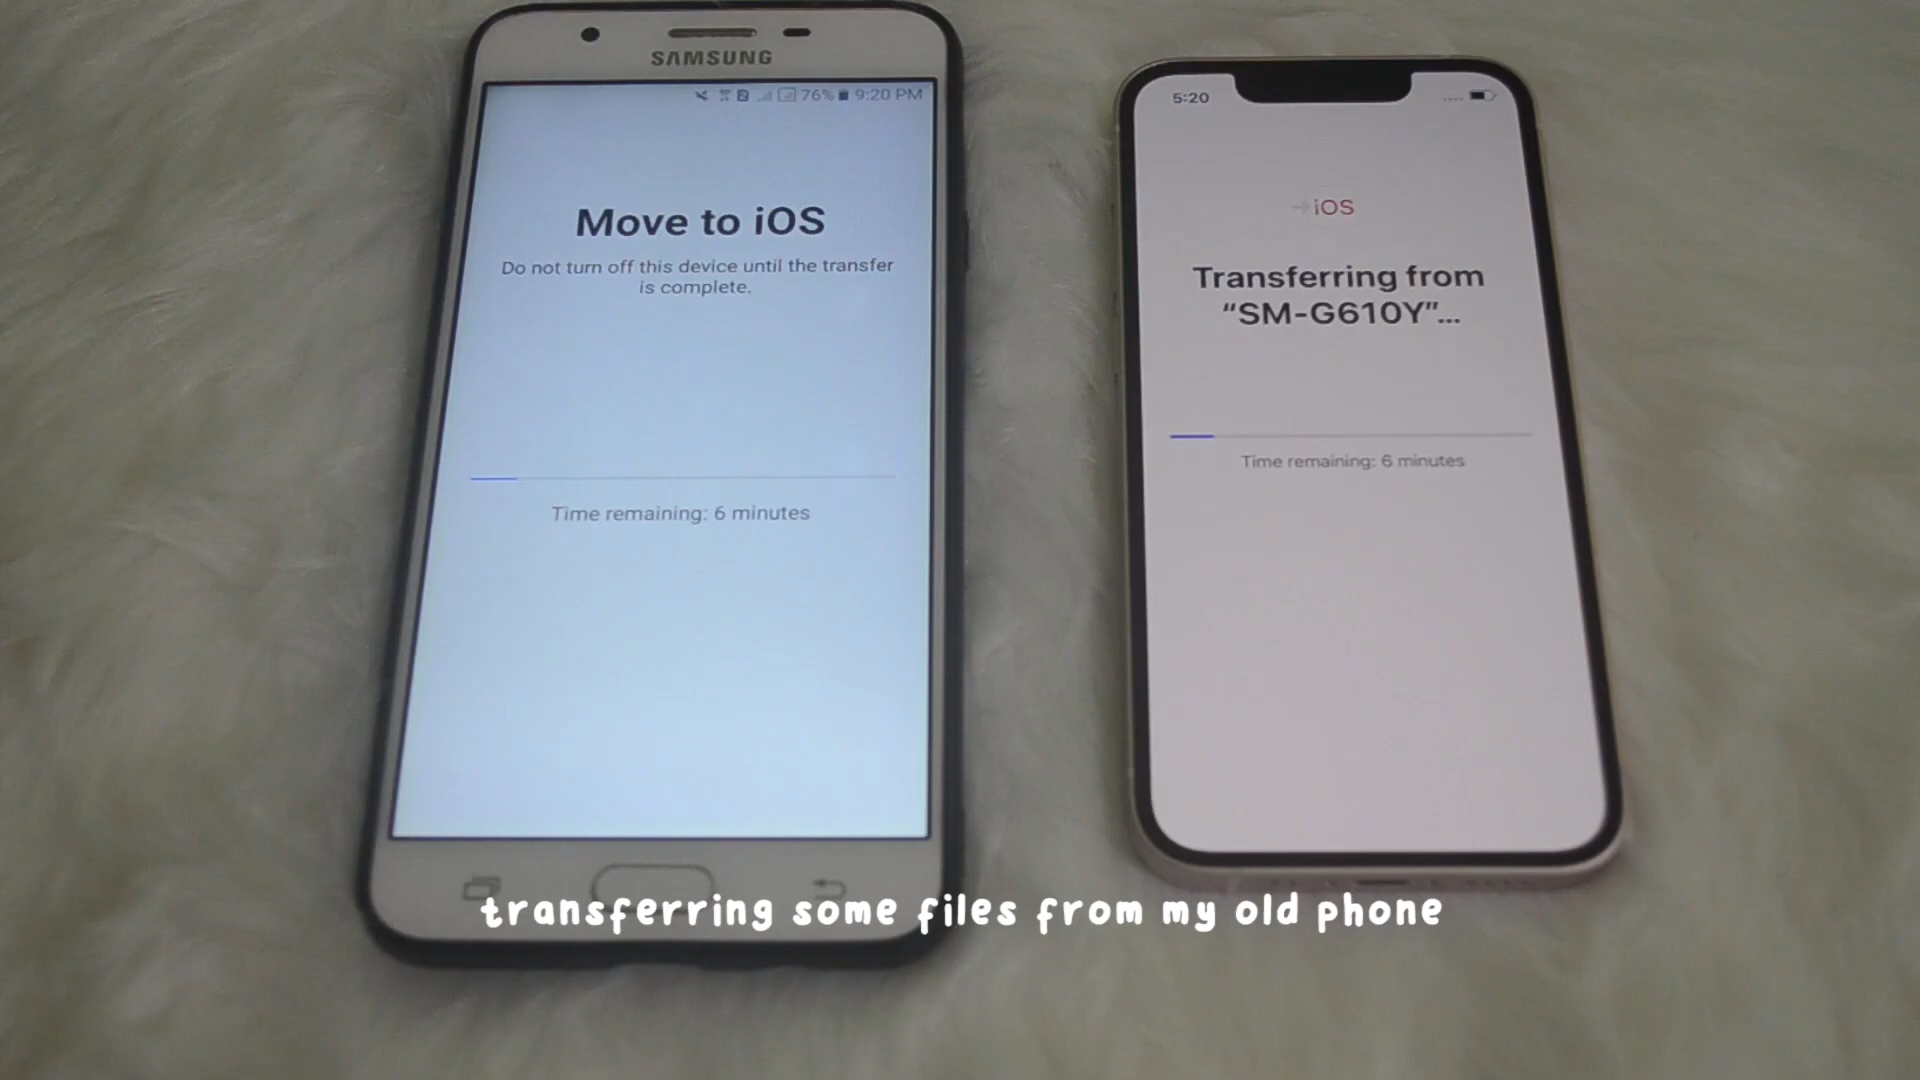 SAMSUNG
76% 9:20 PM
Move to iOS
Do not turn off this device until the transfer
is complete.
Time remaining: 6 minutes
5:20
iOS
Transferring from
“SM-G610Y”...
Time remaining: 6 minutes
transferring some files from my old phone